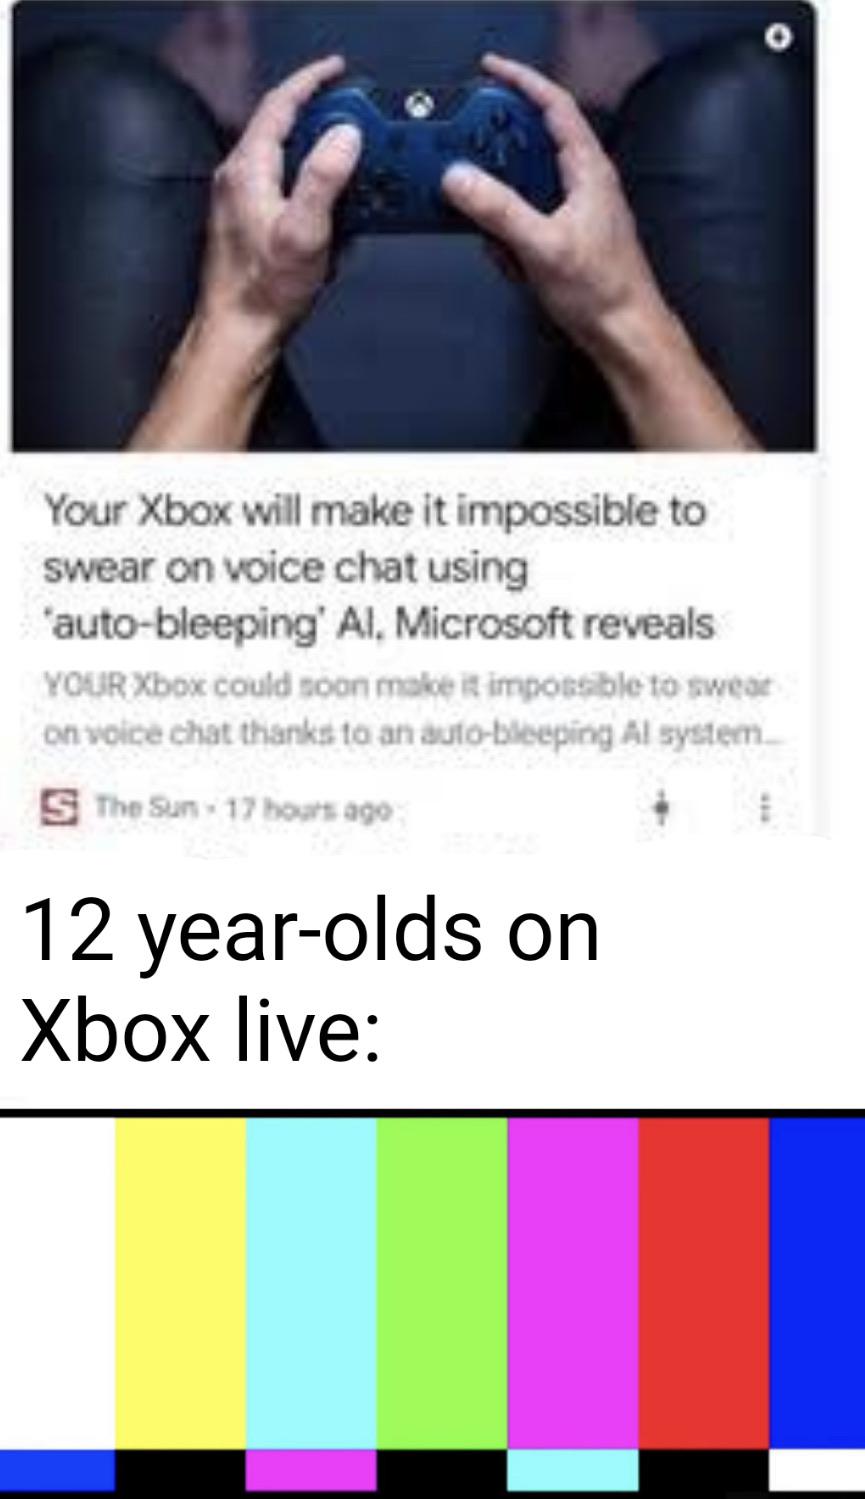 Your Xbox will make it impossible to
swear on voice chat using
'auto-bleeping' AI, Microsoft reveals
YOUR Xbox could soon make it impossible to swear
on voice chat thanks to an auto-bleeping AI system...
S The Sun • 17 hours ago
12 year-olds on
Xbox live: